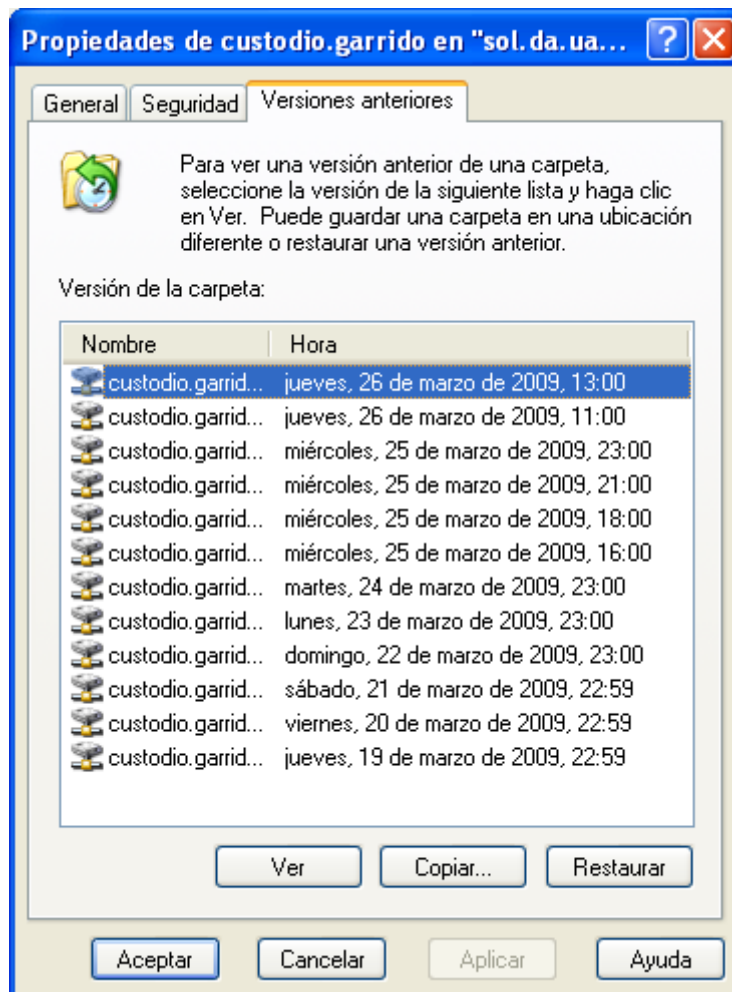 Propiedades de custodio.garrido en "sol.da.ua...
General Seguridad Versiones anteriores
Para ver una versión anterior de una carpeta,
seleccione la versión de la siguiente lista y haga clic
en Ver. Puede guardar una carpeta en una ubicación
diferente o restaurar una versión anterior.
Versión de la carpeta:
Nombre Hora
custodio.garrid... jueves, 26 de marzo de 2009, 13:00
custodio.garrid... jueves, 26 de marzo de 2009, 11:00
custodio.garrid... miércoles, 25 de marzo de 2009, 23:00
custodio.garrid... miércoles, 25 de marzo de 2009, 21:00
custodio.garrid... miércoles, 25 de marzo de 2009, 18:00
custodio.garrid... miércoles, 25 de marzo de 2009, 16:00
custodio.garrid... martes, 24 de marzo de 2009, 23:00
custodio.garrid... lunes, 23 de marzo de 2009, 23:00
custodio.garrid... domingo, 22 de marzo de 2009, 23:00
custodio.garrid... sábado, 21 de marzo de 2009, 22:59
custodio.garrid... viernes, 20 de marzo de 2009, 22:59
custodio.garrid... jueves, 19 de marzo de 2009, 22:59
Ver Copiar... Restaurar
Aceptar Cancelar Aplicar Ayuda